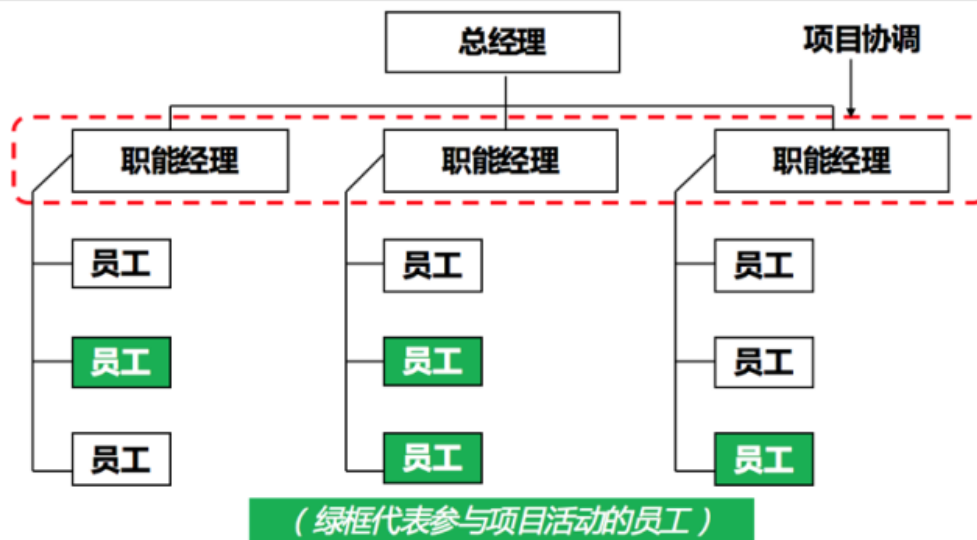 总经理
项目协调
职能经理 职能经理 职能经理
员工 员工 员工
员工 员工 员工
员工 员工 员工
（绿框代表参与项目活动的员工）